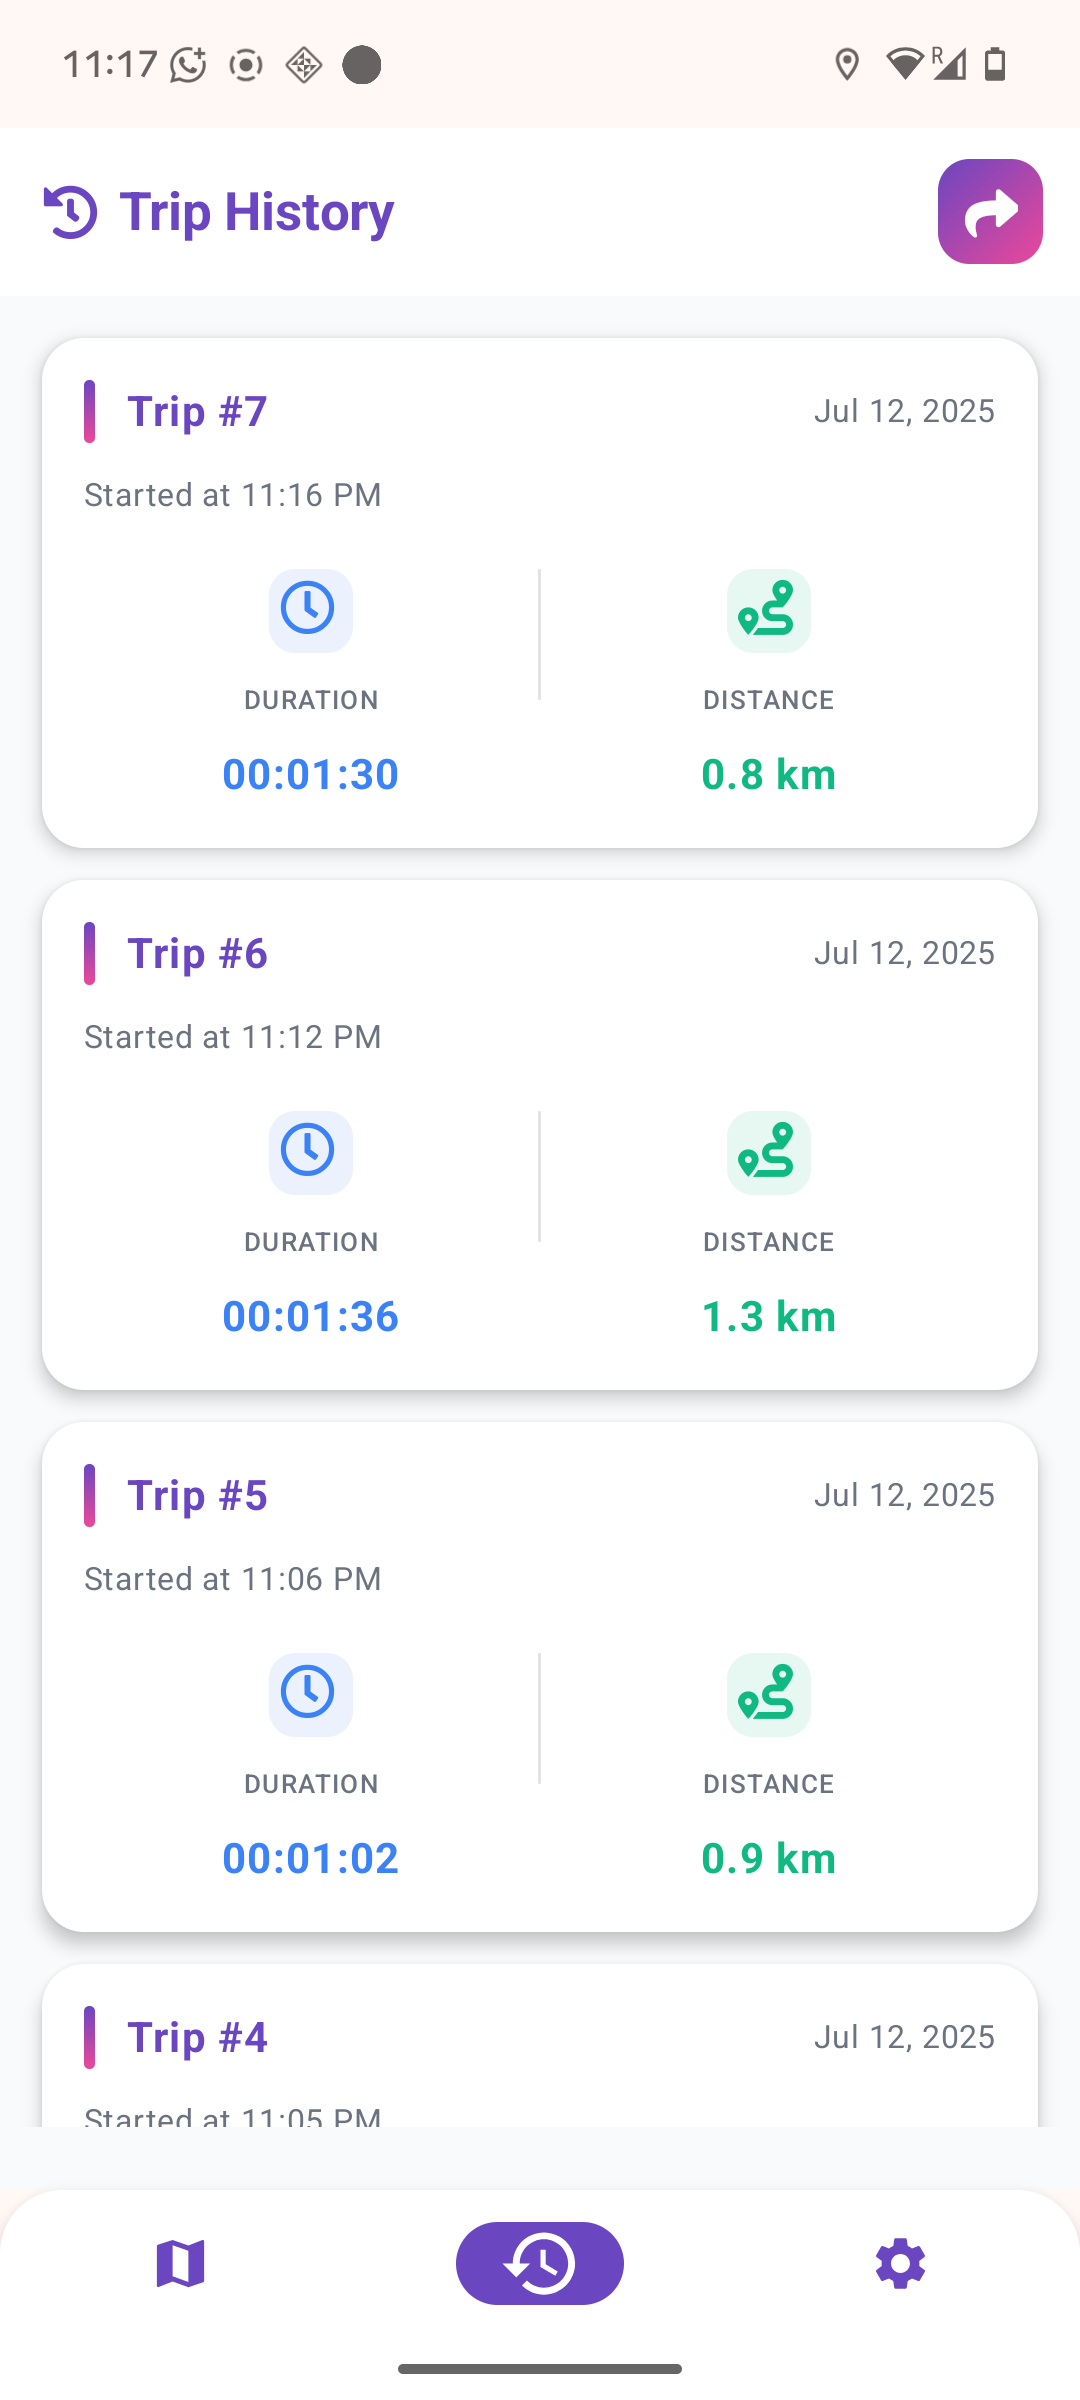 11:17
R
Trip History
Trip #7
Jul 12, 2025
Started at 11:16 PM
DURATION
DISTANCE
00:01:30
0.8 km
Trip #6
Jul 12, 2025
Started at 11:12 PM
DURATION
DISTANCE
00:01:36
1.3 km
Trip #5
Jul 12, 2025
Started at 11:06 PM
DURATION
DISTANCE
00:01:02
0.9 km
Trip #4
Jul 12, 2025
Started at 11:05 PM